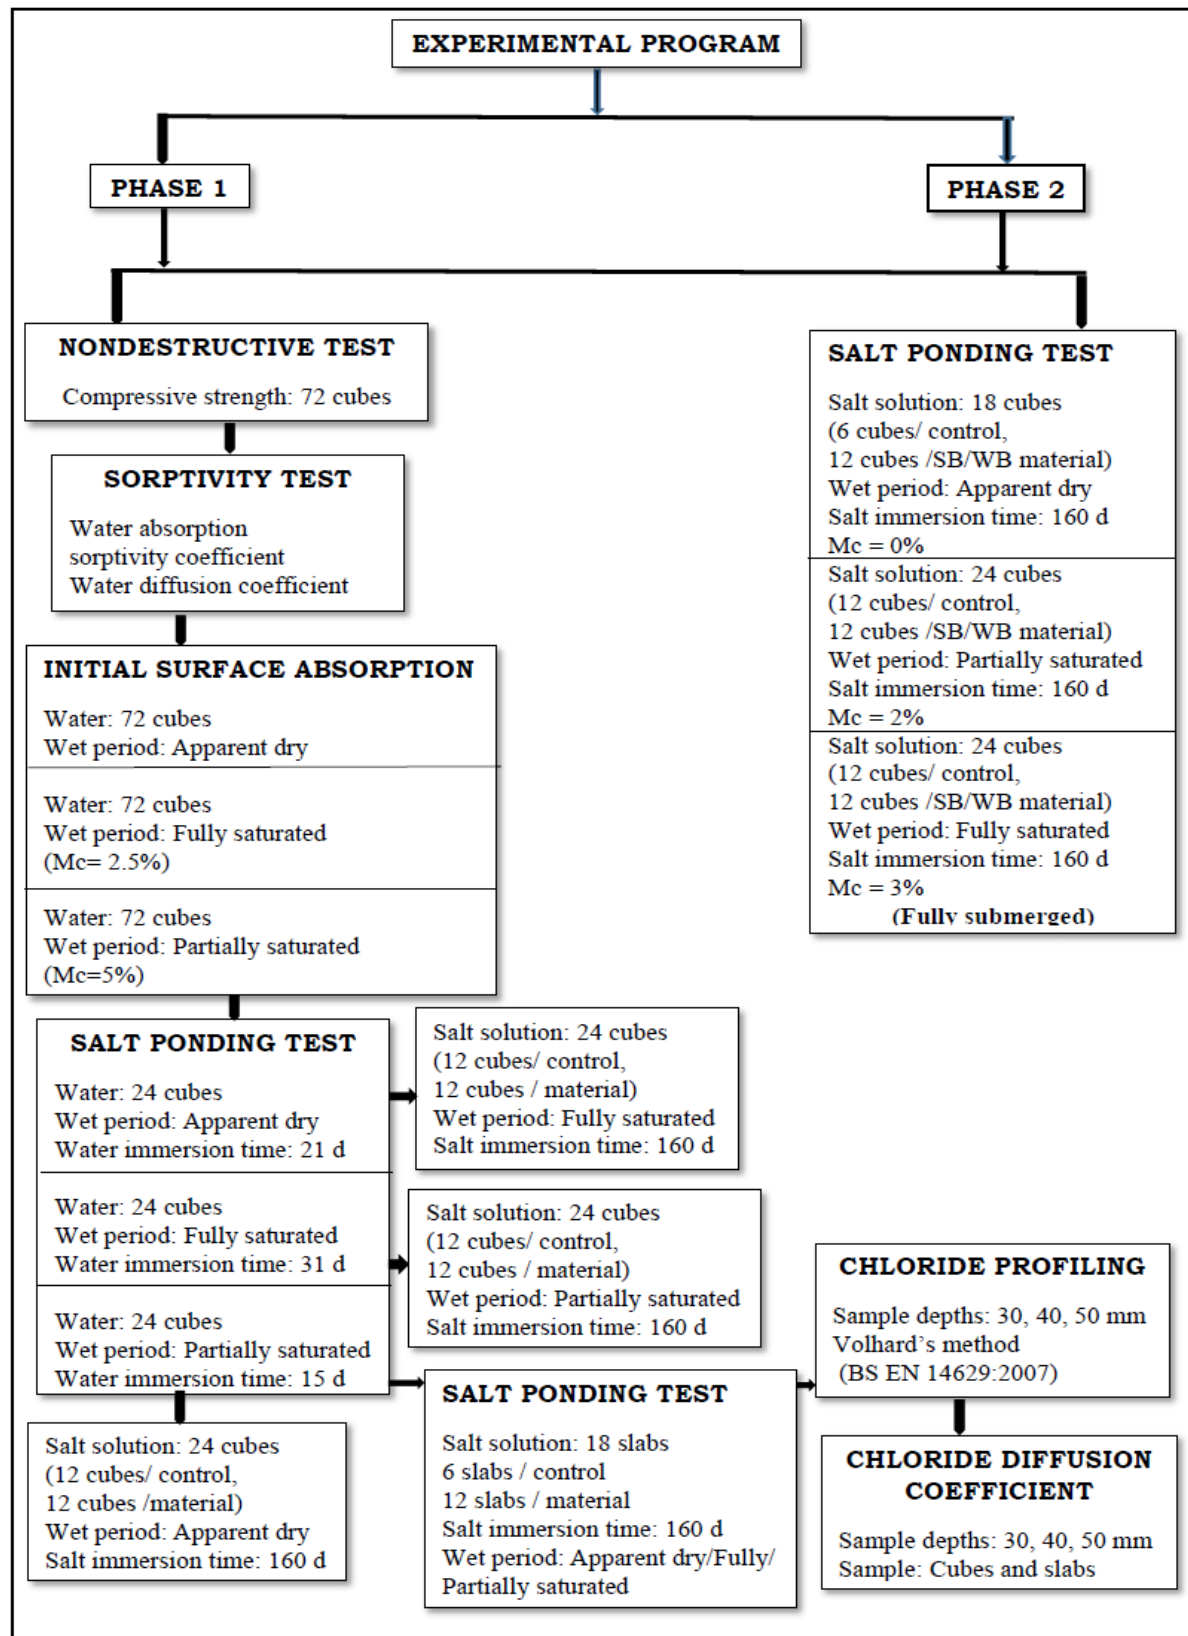 EXPERIMENTAL PROGRAM
PHASE 1
PHASE 2
NONDESTRUCTIVE TEST
Compressive strength: 72 cubes
SORPTIVITY TEST
Water absorption
sorptivity coefficient
Water diffusion coefficient
INITIAL SURFACE ABSORPTION
Water: 72 cubes
Wet period: Apparent dry
Water: 72 cubes
Wet period: Fully saturated
(Mc= 2.5%)
Water: 72 cubes
Wet period: Partially saturated
(Mc=5%)
SALT PONDING TEST
Salt solution: 18 cubes
(6 cubes/ control,
12 cubes /SB/WB material)
Wet period: Apparent dry
Salt immersion time: 160 d
Mc = 0%
Salt solution: 24 cubes
(12 cubes/ control,
12 cubes /SB/WB material)
Wet period: Partially saturated
Salt immersion time: 160 d
Mc = 2%
Salt solution: 24 cubes
(12 cubes/ control,
12 cubes /SB/WB material)
Wet period: Fully saturated
Salt immersion time: 160 d
Mc = 3%
(Fully submerged)
SALT PONDING TEST
Water: 24 cubes
Wet period: Apparent dry
Water immersion time: 21 d
Water: 24 cubes
Wet period: Fully saturated
Water immersion time: 31 d
Water: 24 cubes
Wet period: Partially saturated
Water immersion time: 15 d
Salt solution: 24 cubes
(12 cubes/ control,
12 cubes / material)
Wet period: Fully saturated
Salt immersion time: 160 d
Salt solution: 24 cubes
(12 cubes/ control,
12 cubes / material)
Wet period: Partially saturated
Salt immersion time: 160 d
Salt solution: 24 cubes
(12 cubes/ control,
12 cubes /material)
Wet period: Apparent dry
Salt immersion time: 160 d
SALT PONDING TEST
Salt solution: 18 slabs
6 slabs / control
12 slabs / material
Salt immersion time: 160 d
Wet period: Apparent dry/Fully/
Partially saturated
CHLORIDE PROFILING
Sample depths: 30, 40, 50 mm
Volhard’s method
(BS EN 14629:2007)
CHLORIDE DIFFUSION
COEFFICIENT
Sample depths: 30, 40, 50 mm
Sample: Cubes and slabs